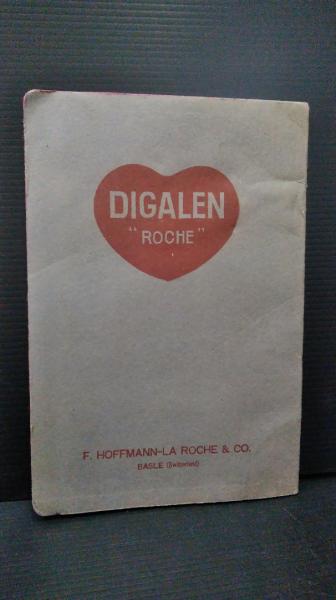 DIGALEN
"ROCHE"
F. HOFFMANN-LA ROCHE & CO.
BASLE (Switzerland)